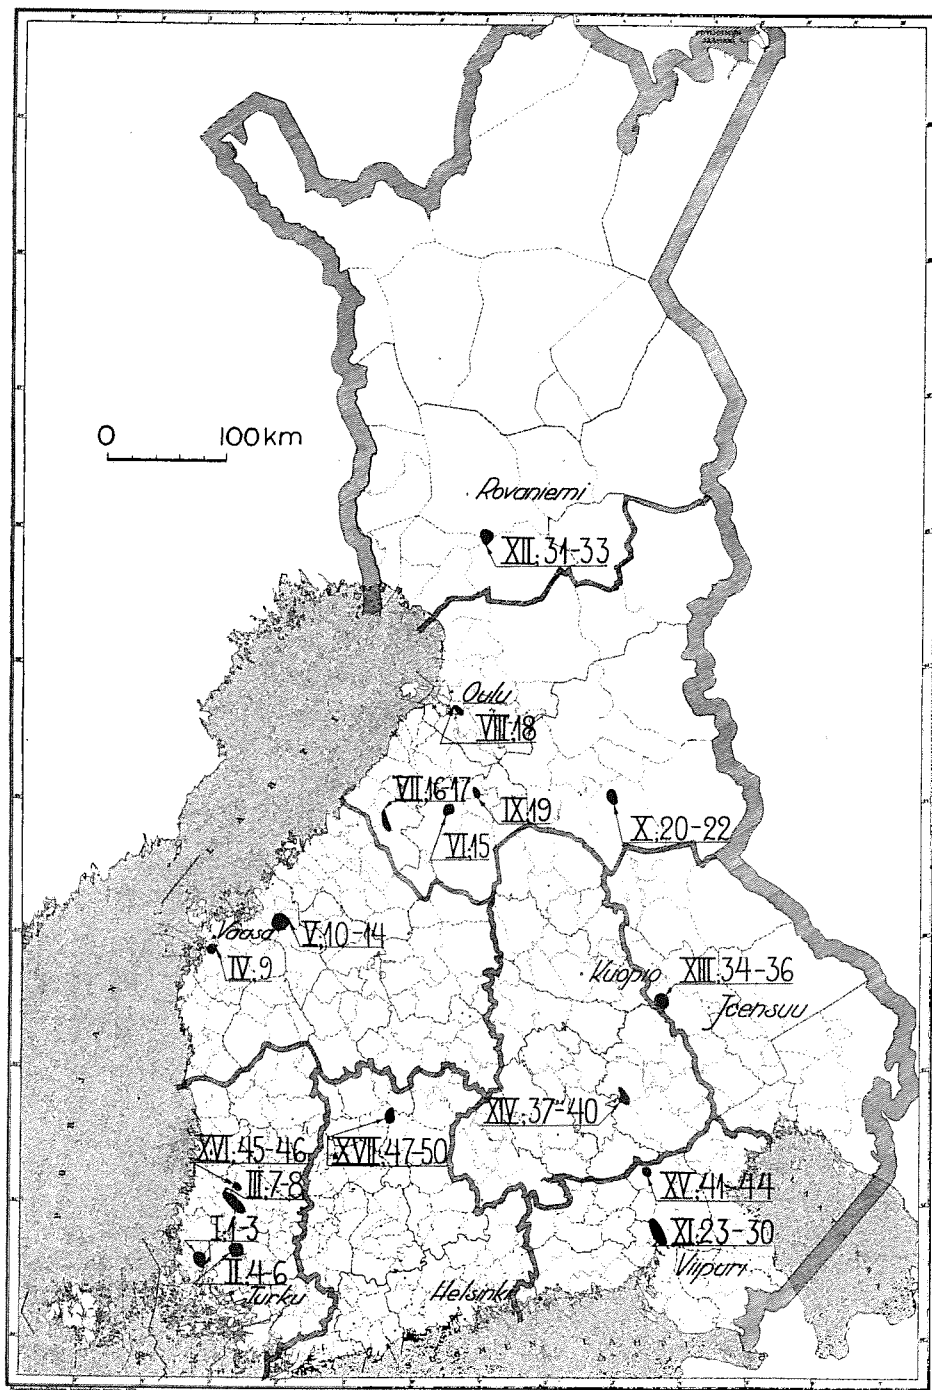 0 100 km
Rovaniemi
XII: 31-33
Oulu
VIII: 18
VII: 16-17
IX: 19
VI: 15
X: 20-22
Vaasa
V: 10-14
IV: 9
Kuopio
XIII: 34-36
Joensuu
XIV: 37-40
XVI: 45-46
XVII: 47-50
III: 7-8
XV: 41-44
I: 1-3
XI: 23-30
II: 4-6
Viipuri
Turku
Helsinki